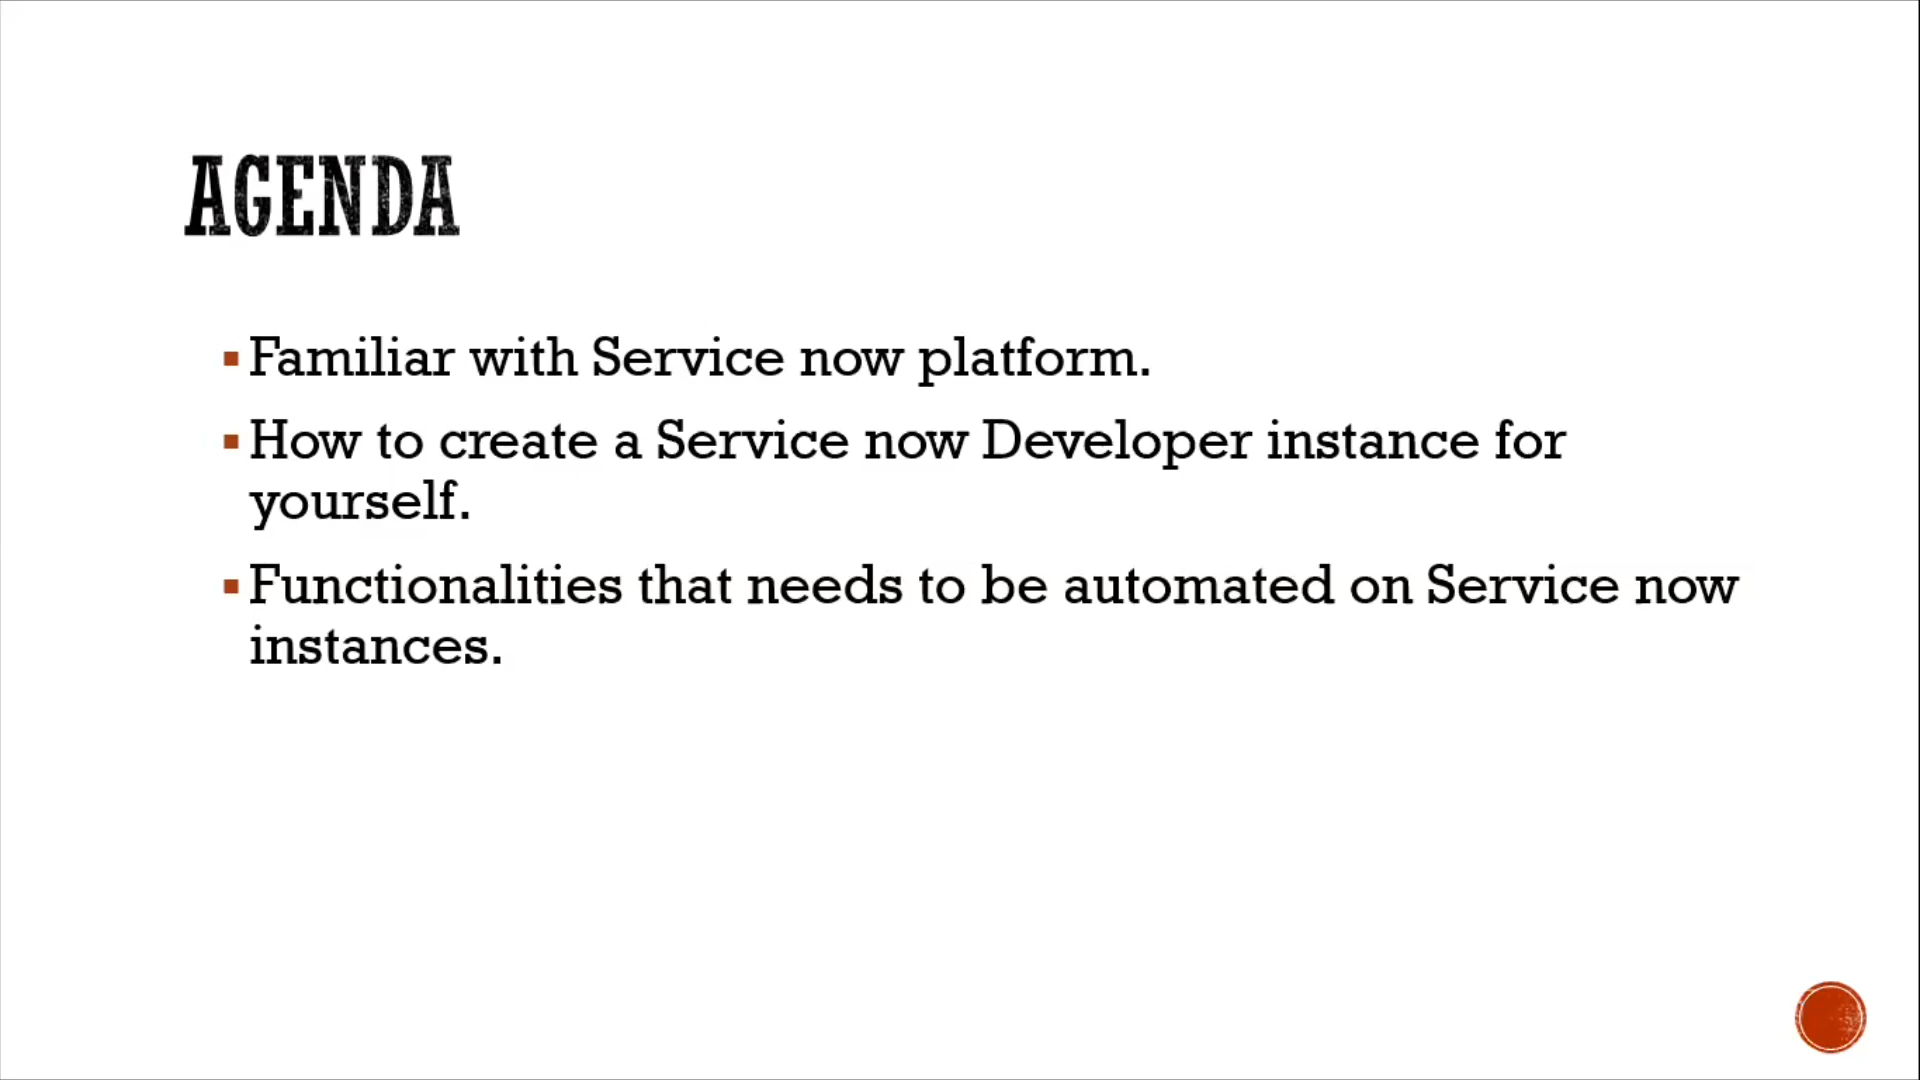 AGENDA
▪ Familiar with Service now platform.
▪ How to create a Service now Developer instance for
yourself.
▪ Functionalities that needs to be automated on Service now
instances.